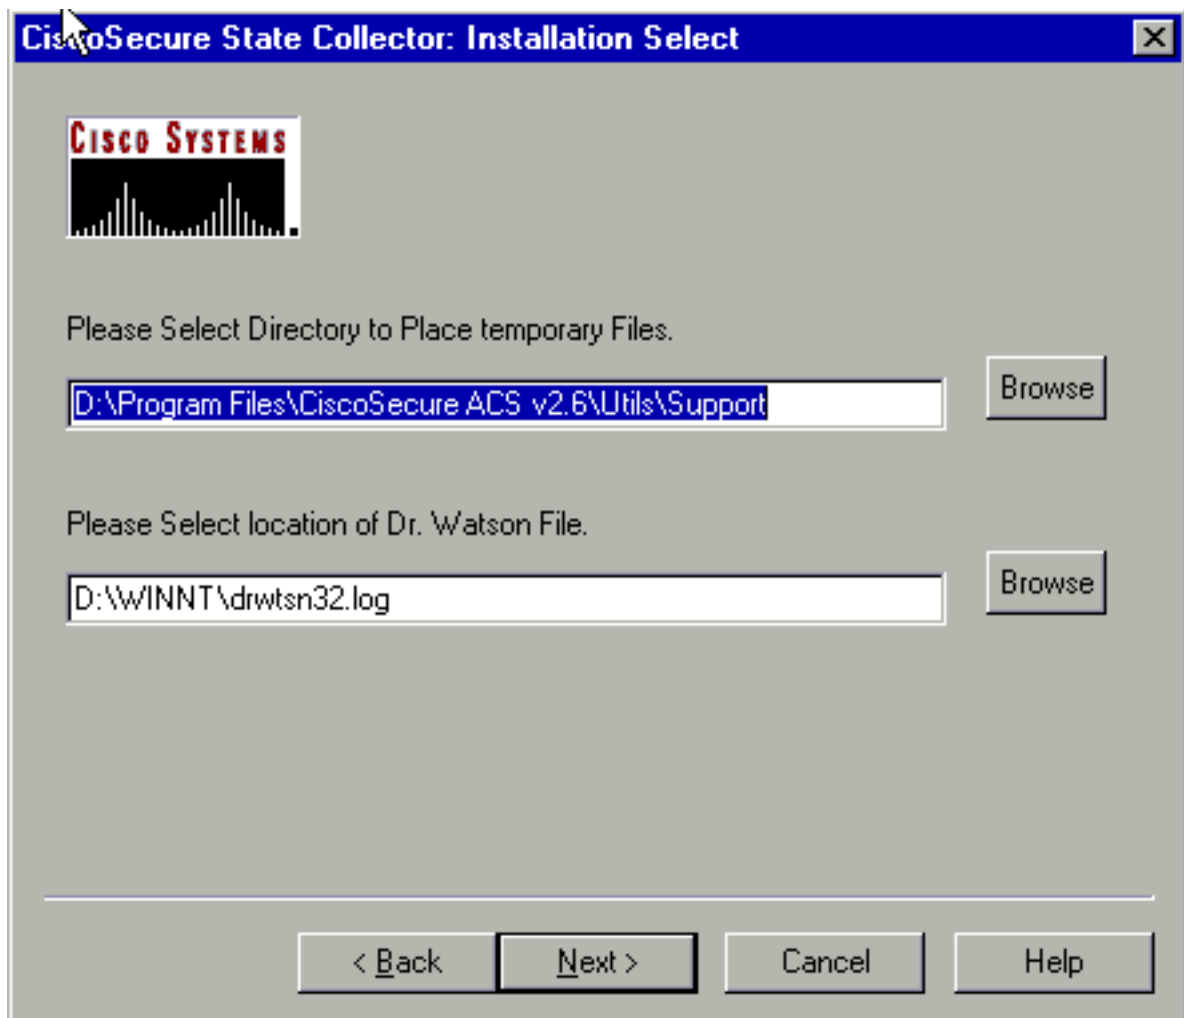 CiscoSecure State Collector: Installation Select
CISCO SYSTEMS
Please Select Directory to Place temporary Files.
D:\Program Files\CiscoSecure ACS v2.6\Utils\Support
Browse
Please Select location of Dr. Watson File.
D:\WINNT\drwtsn32.log
Browse
< Back Next > Cancel Help